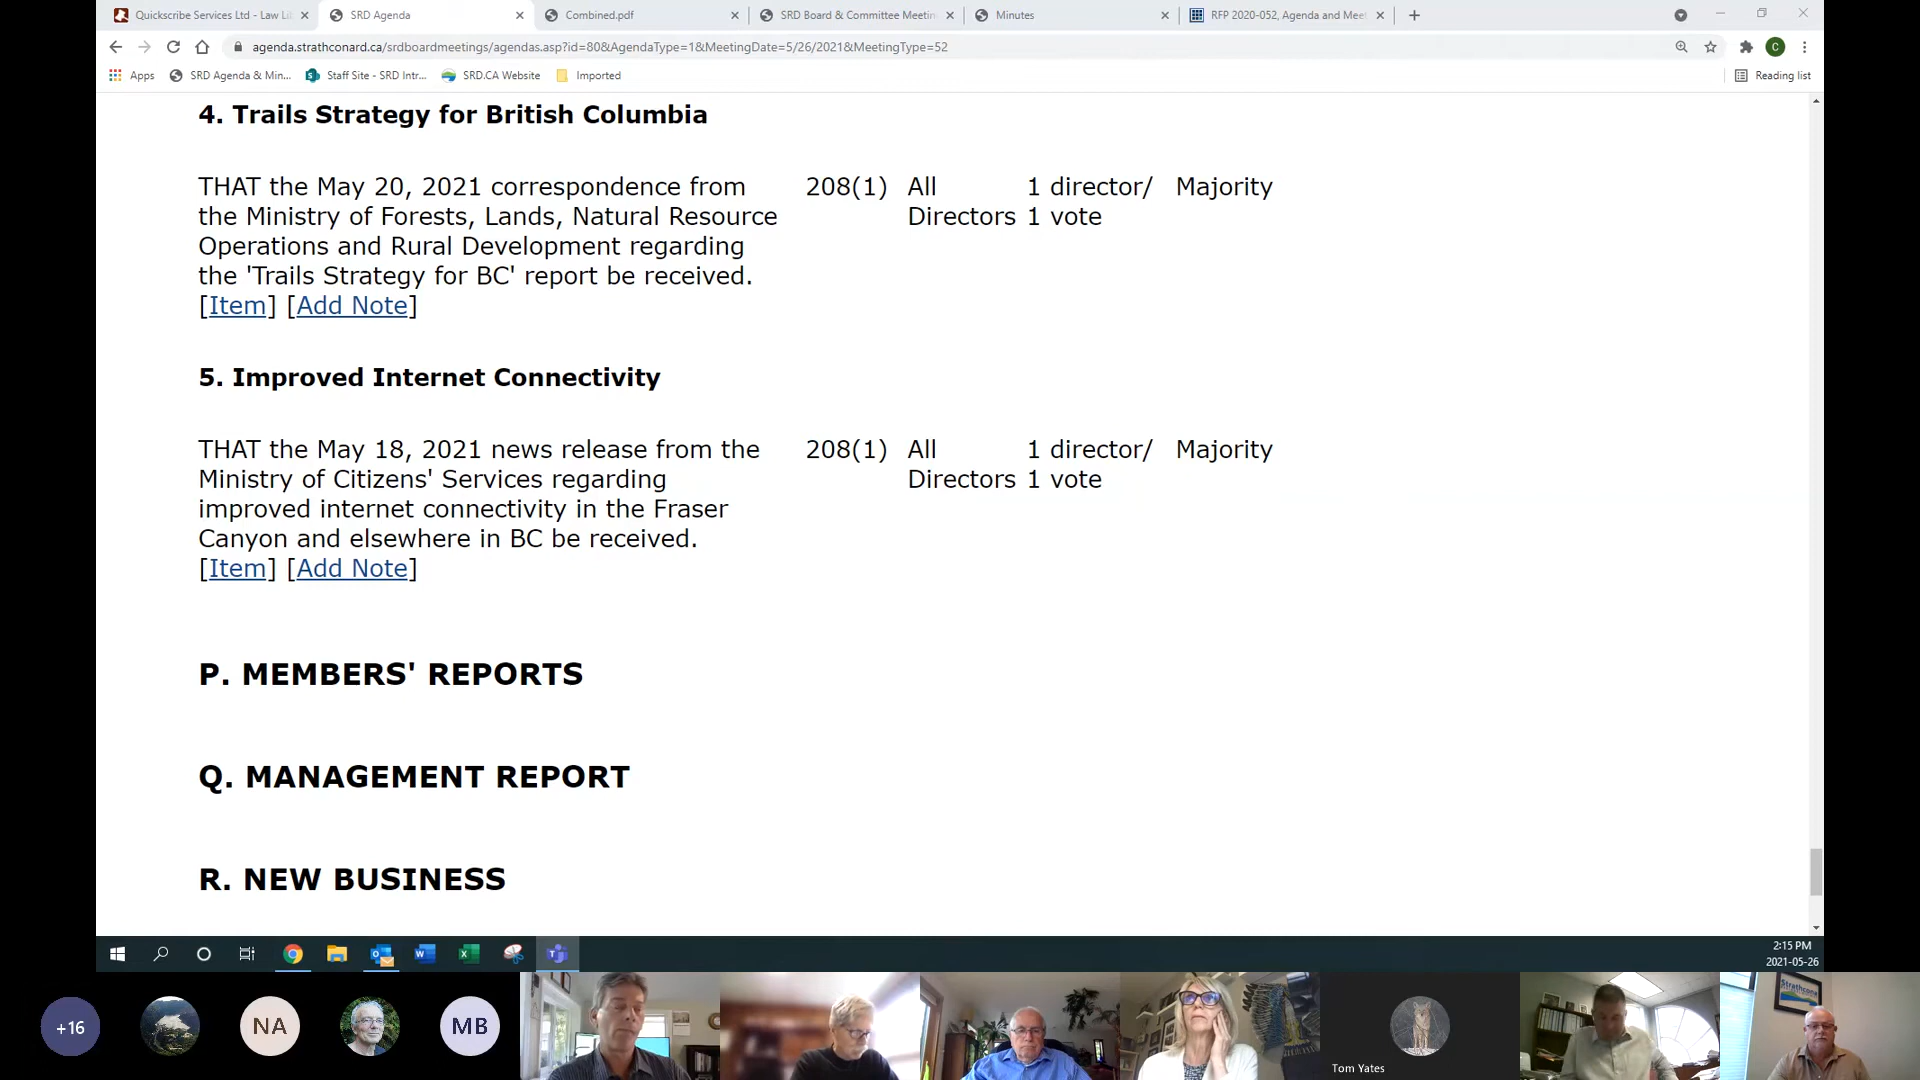 Quickscribe Services Ltd - Law Li
SRD Agenda
Combined.pdf
SRD Board & Committee Meetin
Minutes
RFP 2020-052, Agenda and Meet
agenda.strathconard.ca/srdboardmeetings/agendas.asp?id=80&AgendaType=1&MeetingDate=5/26/2021&MeetingType=52
C
Apps
SRD Agenda & Min...
Staff Site - SRD Intr...
SRD.CA Website
Imported
Reading list
4. Trails Strategy for British Columbia
THAT the May 20, 2021 correspondence from 208(1) All 1 director/ Majority
the Ministry of Forests, Lands, Natural Resource Directors 1 vote
Operations and Rural Development regarding
the 'Trails Strategy for BC' report be received.
[Item] [Add Note]
5. Improved Internet Connectivity
THAT the May 18, 2021 news release from the 208(1) All 1 director/ Majority
Ministry of Citizens' Services regarding Directors 1 vote
improved internet connectivity in the Fraser
Canyon and elsewhere in BC be received.
[Item] [Add Note]
P. MEMBERS' REPORTS
Q. MANAGEMENT REPORT
R. NEW BUSINESS
2:15 PM
2021-05-26
+16
NA
MB
Tom Yates
Strathcona